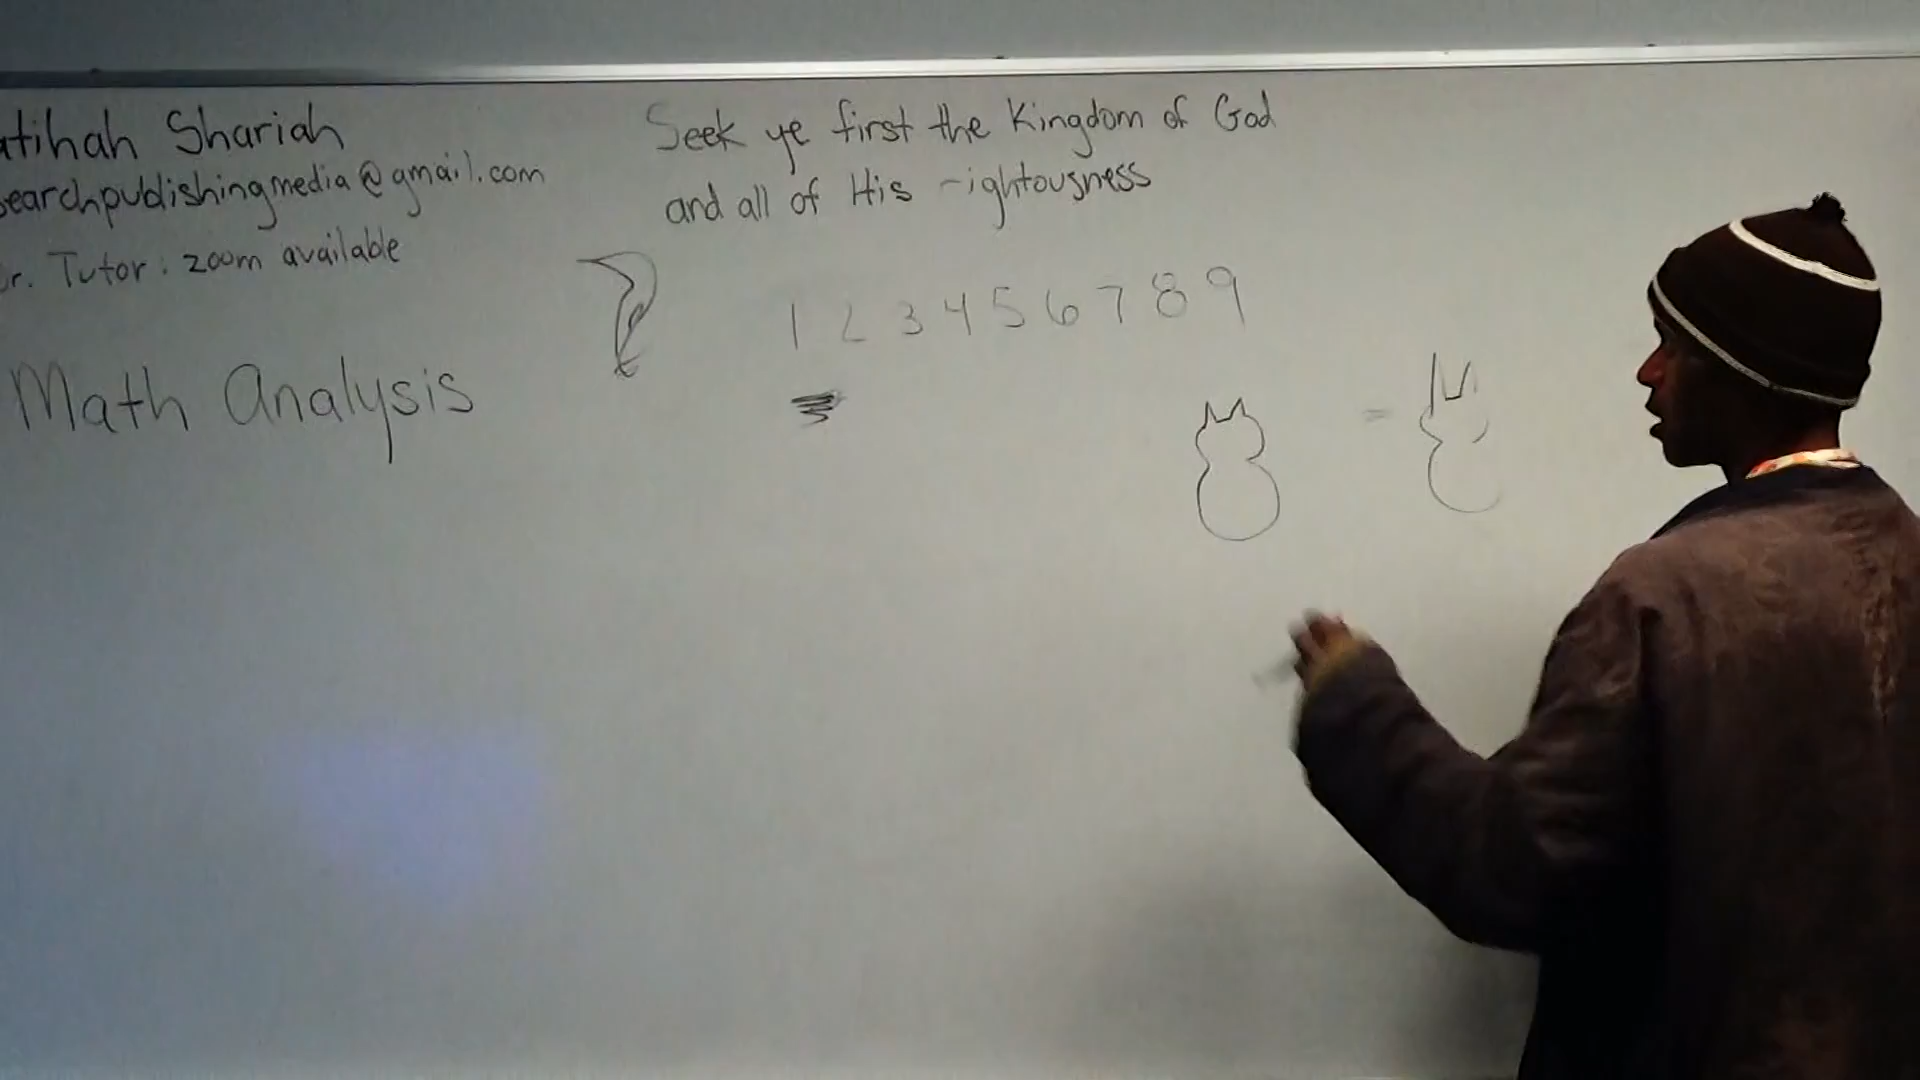 atihah Shariah
searchpublishingmedia@gmail.com
r. Tutor: zoom available
Math Analysis
Seek ye first the Kingdom of God
and all of His rightousness
1 2 3 4 5 6 7 8 9
=